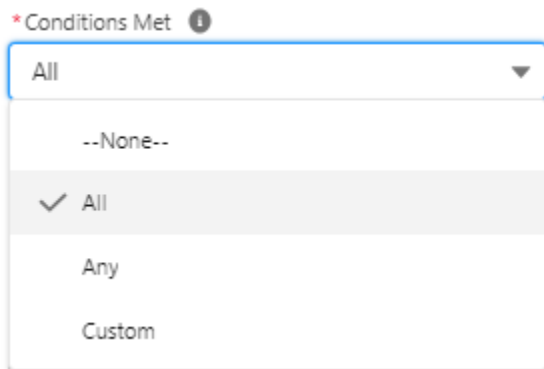 *Conditions Met
All
--None--
All
Any
Custom